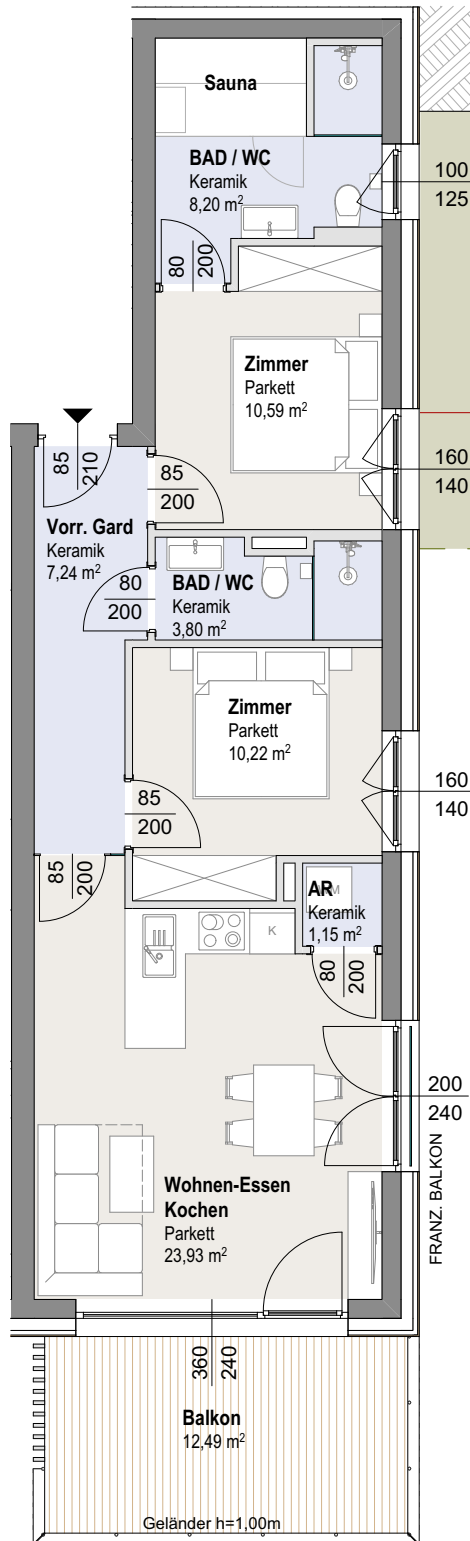 Sauna
BAD / WC
Keramik
8,20 m²
100
125
80
200
Zimmer
Parkett
10,59 m²
160
140
85
210
85
200
Vorr. Gard
Keramik
7,24 m²
80
200
BAD / WC
Keramik
3,80 m²
Zimmer
Parkett
10,22 m²
160
140
85
200
85
200
AR
Keramik
1,15 m²
K
80
200
200
240
FRANZ. BALKON
Wohnen-Essen
Kochen
Parkett
23,93 m²
360
240
Balkon
12,49 m²
Geländer h=1,00m